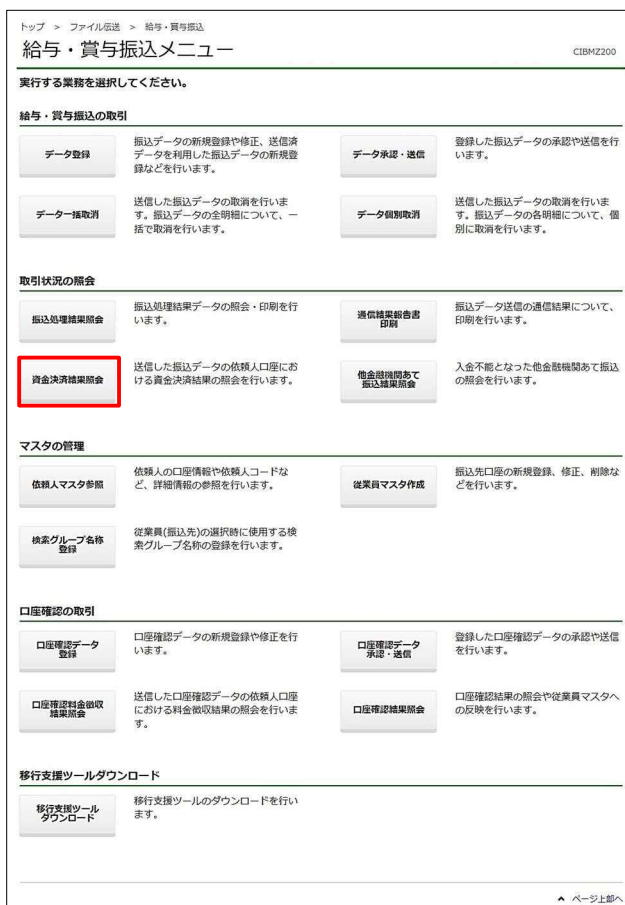 トップ > ファイル伝送 > 給与・賞与振込
給与・賞与振込メニュー
CIBMZ200
実行する業務を選択してください。
給与・賞与振込の取引
データ登録
振込データの新規登録や修正、送信済
データを利用した振込データの新規登
録などを行います。
データ承認・送信
登録した振込データの承認や送信を行
います。
データ一括取消
送信した振込データの取消を行いま
す。振込データの全明細について、一
括で取消を行います。
データ個別取消
送信した振込データの取消を行いま
す。振込データの各明細について、個
別に取消を行います。
取引状況の照会
振込処理結果照会
振込処理結果データの照会・印刷を行
います。
通信結果報告書
印刷
振込データ送信の通信結果について、
印刷を行います。
資金決済結果照会
送信した振込データの依頼人口座にお
ける資金決済結果の照会を行います。
他金融機関あて
振込結果照会
入金不能となった他金融機関あて振込
の照会を行います。
マスタの管理
依頼人マスタ参照
依頼人の口座情報や依頼人コードな
ど、詳細情報の参照を行います。
従業員マスタ作成
振込先口座の新規登録、修正、削除な
どを行います。
検索グループ名称
登録
従業員(振込先)の選択時に使用する検
索グループ名称の登録を行います。
口座確認の取引
口座確認データ
登録
口座確認データの新規登録や修正を行
います。
口座確認データ
承認・送信
登録した口座確認データの承認や送信
を行います。
口座確認料金徴収
結果照会
送信した口座確認データの依頼人口座
における料金徴収結果の照会を行いま
す。
口座確認結果照会
口座確認結果の照会や従業員マスタへ
の反映を行います。
移行支援ツールダウンロード
移行支援ツール
ダウンロード
移行支援ツールのダウンロードを行い
ます。
ページ上部へ